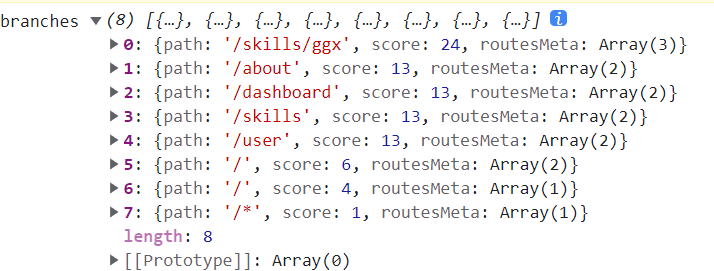 branches ▼(8) [{…}, {…}, {…}, {…}, {…}, {…}, {…}, {…}] i
▶0: {path: '/skills/ggx', score: 24, routesMeta: Array(3)}
▶1: {path: '/about', score: 13, routesMeta: Array(2)}
▶2: {path: '/dashboard', score: 13, routesMeta: Array(2)}
▶3: {path: '/skills', score: 13, routesMeta: Array(2)}
▶4: {path: '/user', score: 13, routesMeta: Array(2)}
▶5: {path: '/', score: 6, routesMeta: Array(2)}
▶6: {path: '/', score: 4, routesMeta: Array(1)}
▶7: {path: '/*', score: 1, routesMeta: Array(1)}
length: 8
▶[[Prototype]]: Array(0)